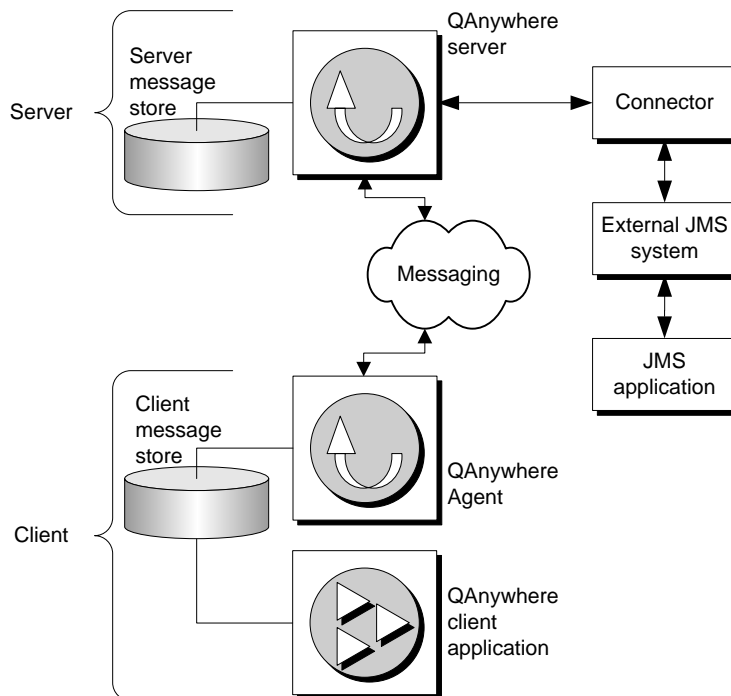 QAnywhere
server
Server
message
store
Server
Connector
External JMS
system
Messaging
JMS
application
Client
message
store
QAnywhere
Agent
Client
QAnywhere
client
application